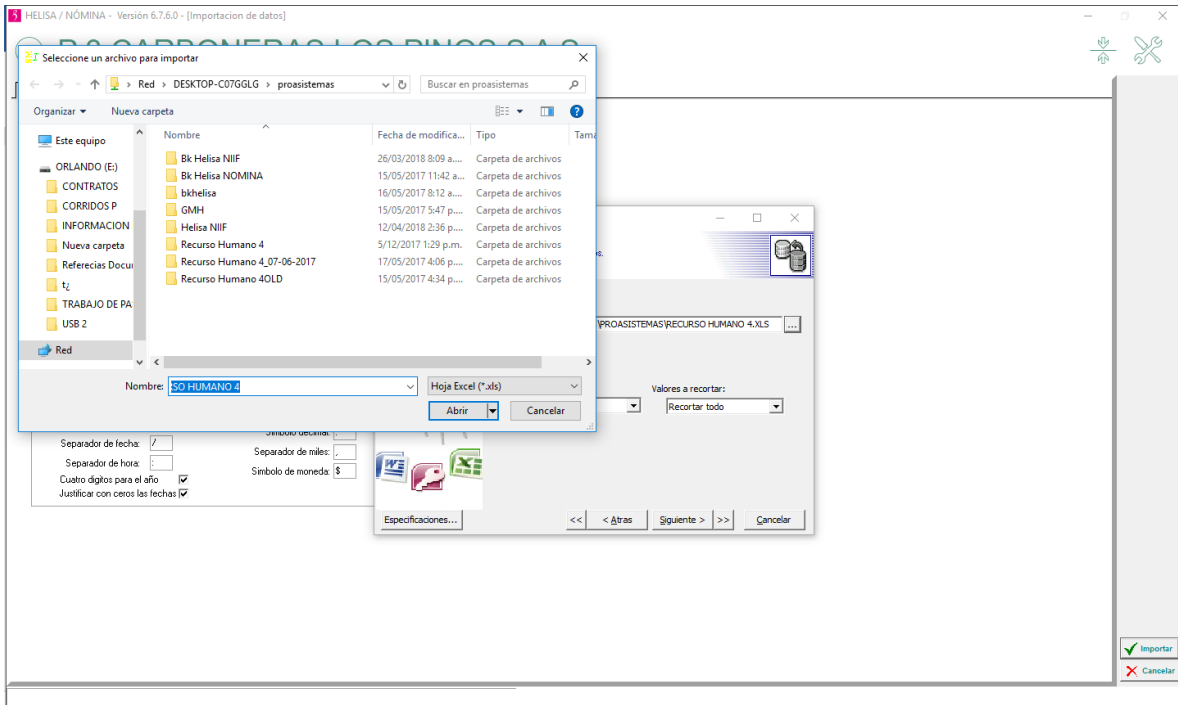 HELISA / NÓMINA - Versión 6.7.6.0 - [Importacion de datos]
Seleccione un archivo para importar
Red > DESKTOP-C07GGLG > proasistemas
Buscar en proasistemas
Organizar
Nueva carpeta
Este equipo
ORLANDO (E:)
CONTRATOS
CORRIDOS P
INFORMACION
Nueva carpeta
Referecias Docu
t¿
TRABAJO DE PA
USB 2
Red
Nombre Fecha de modifica... Tipo Tama
Bk Helisa NIIF 26/03/2018 8:09 a.... Carpeta de archivos
Bk Helisa NOMINA 15/05/2017 11:42 a... Carpeta de archivos
bkhelisa 16/05/2017 8:12 a.... Carpeta de archivos
GMH 15/05/2017 5:47 p.... Carpeta de archivos
Helisa NIIF 12/04/2018 2:36 p.... Carpeta de archivos
Recurso Humano 4 5/12/2017 1:29 p.m. Carpeta de archivos
Recurso Humano 4_07-06-2017 17/05/2017 4:06 p.... Carpeta de archivos
Recurso Humano 4OLD 15/05/2017 4:34 p.... Carpeta de archivos
Nombre: SO HUMANO 4
Hoja Excel (*.xls)
Abrir
Cancelar
os.
\PROASISTEMAS\RECURSO HUMANO 4.XLS ...
Valores a recortar:
Recortar todo
Separador de fecha: /
Separador de hora: :
Cuatro digitos para el año
Justificar con ceros las fechas
Simbolo decimal: .
Separador de miles: ,
Simbolo de moneda: $
Especificaciones...
<< < Atras Siguiente > >> Cancelar
Importar
Cancelar